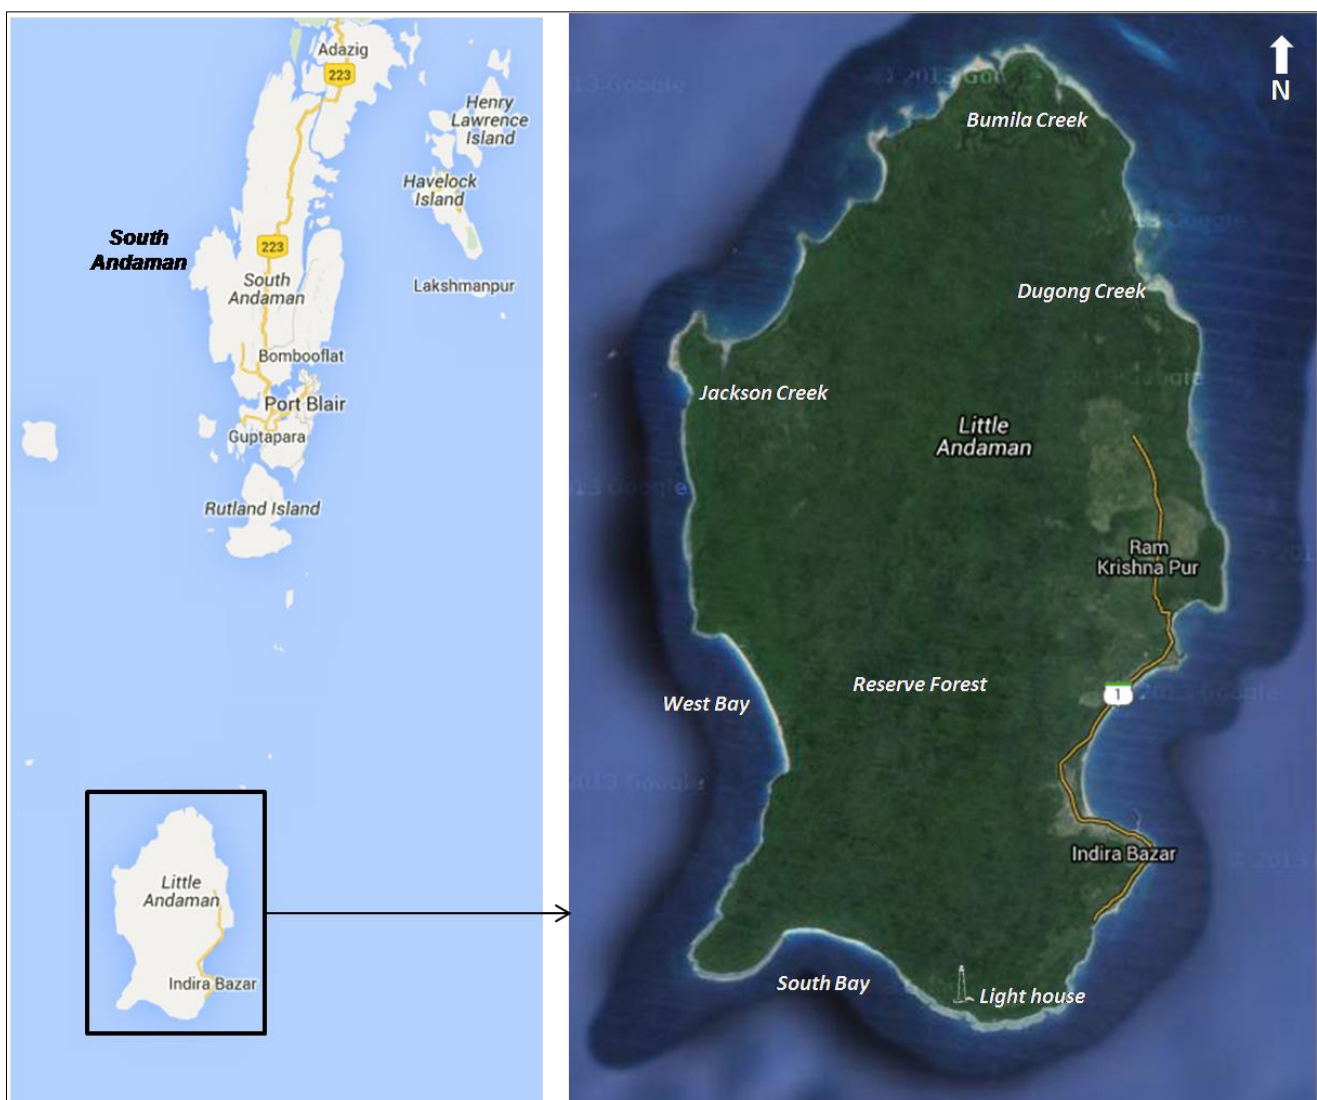 Adazig
223
Henry
Lawrence
Island
Havelock
Island
South
Andaman
223
South
Andaman
Lakshmanpur
Bombooflat
Port Blair
Guptapara
Rutland Island
Little
Andaman
Indira Bazar
N
Bumila Creek
Dugong Creek
Jackson Creek
Little
Andaman
Ram
Krishna Pur
Reserve Forest
West Bay
1
Indira Bazar
South Bay
Light house